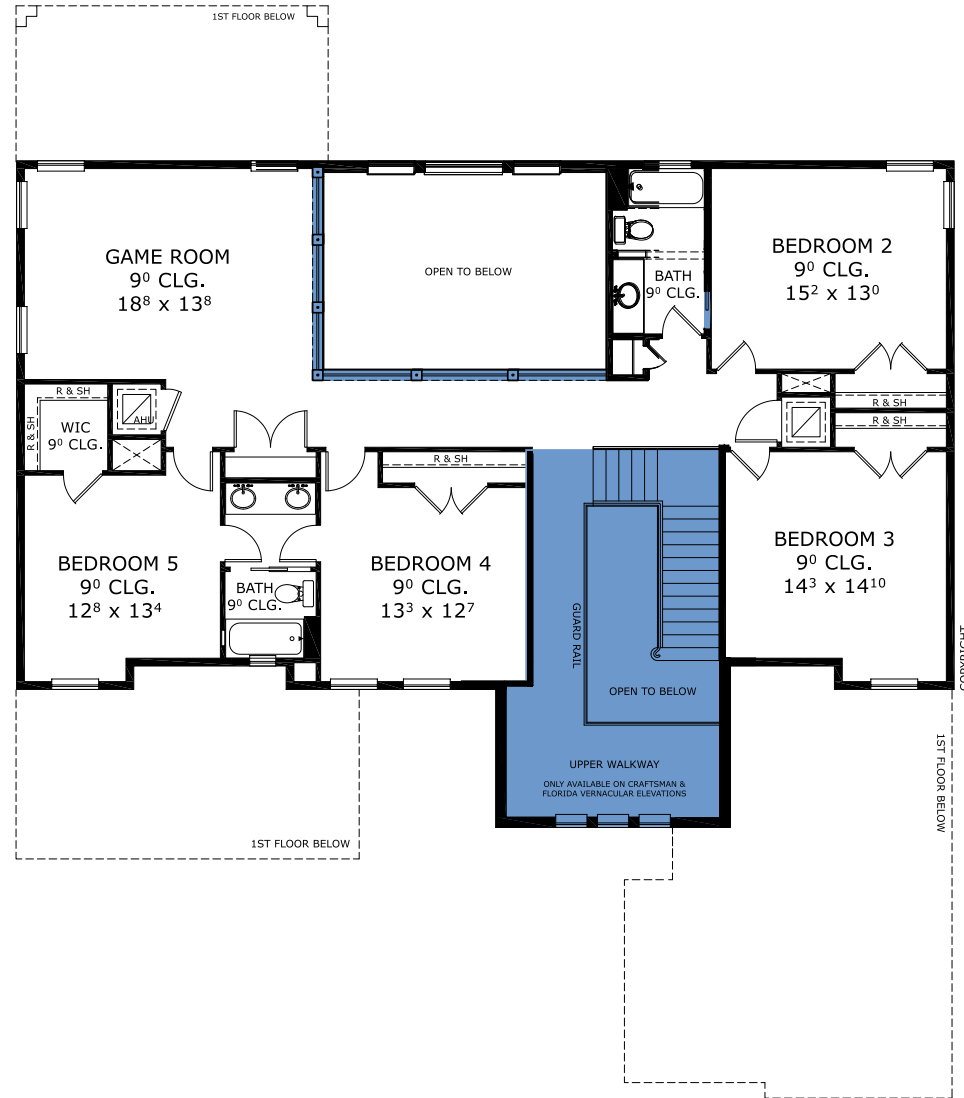 1ST FLOOR BELOW
GAME ROOM
9⁰ CLG.
18⁸ x 13⁸
OPEN TO BELOW
BATH
9⁰ CLG.
BEDROOM 2
9⁰ CLG.
15² x 13⁰
R & SH
R & SH
WIC
9⁰ CLG.
AHU
R & SH
R & SH
R & SH
BEDROOM 5
9⁰ CLG.
12⁸ x 13⁴
BATH
9⁰ CLG.
BEDROOM 4
9⁰ CLG.
13³ x 12⁷
GUARD RAIL
OPEN TO BELOW
BEDROOM 3
9⁰ CLG.
14³ x 14¹⁰
UPPER WALKWAY
ONLY AVAILABLE ON CRAFTSMAN &
FLORIDA VERNACULAR ELEVATIONS
1ST FLOOR BELOW
1ST FLOOR BELOW
COPYRIGHT